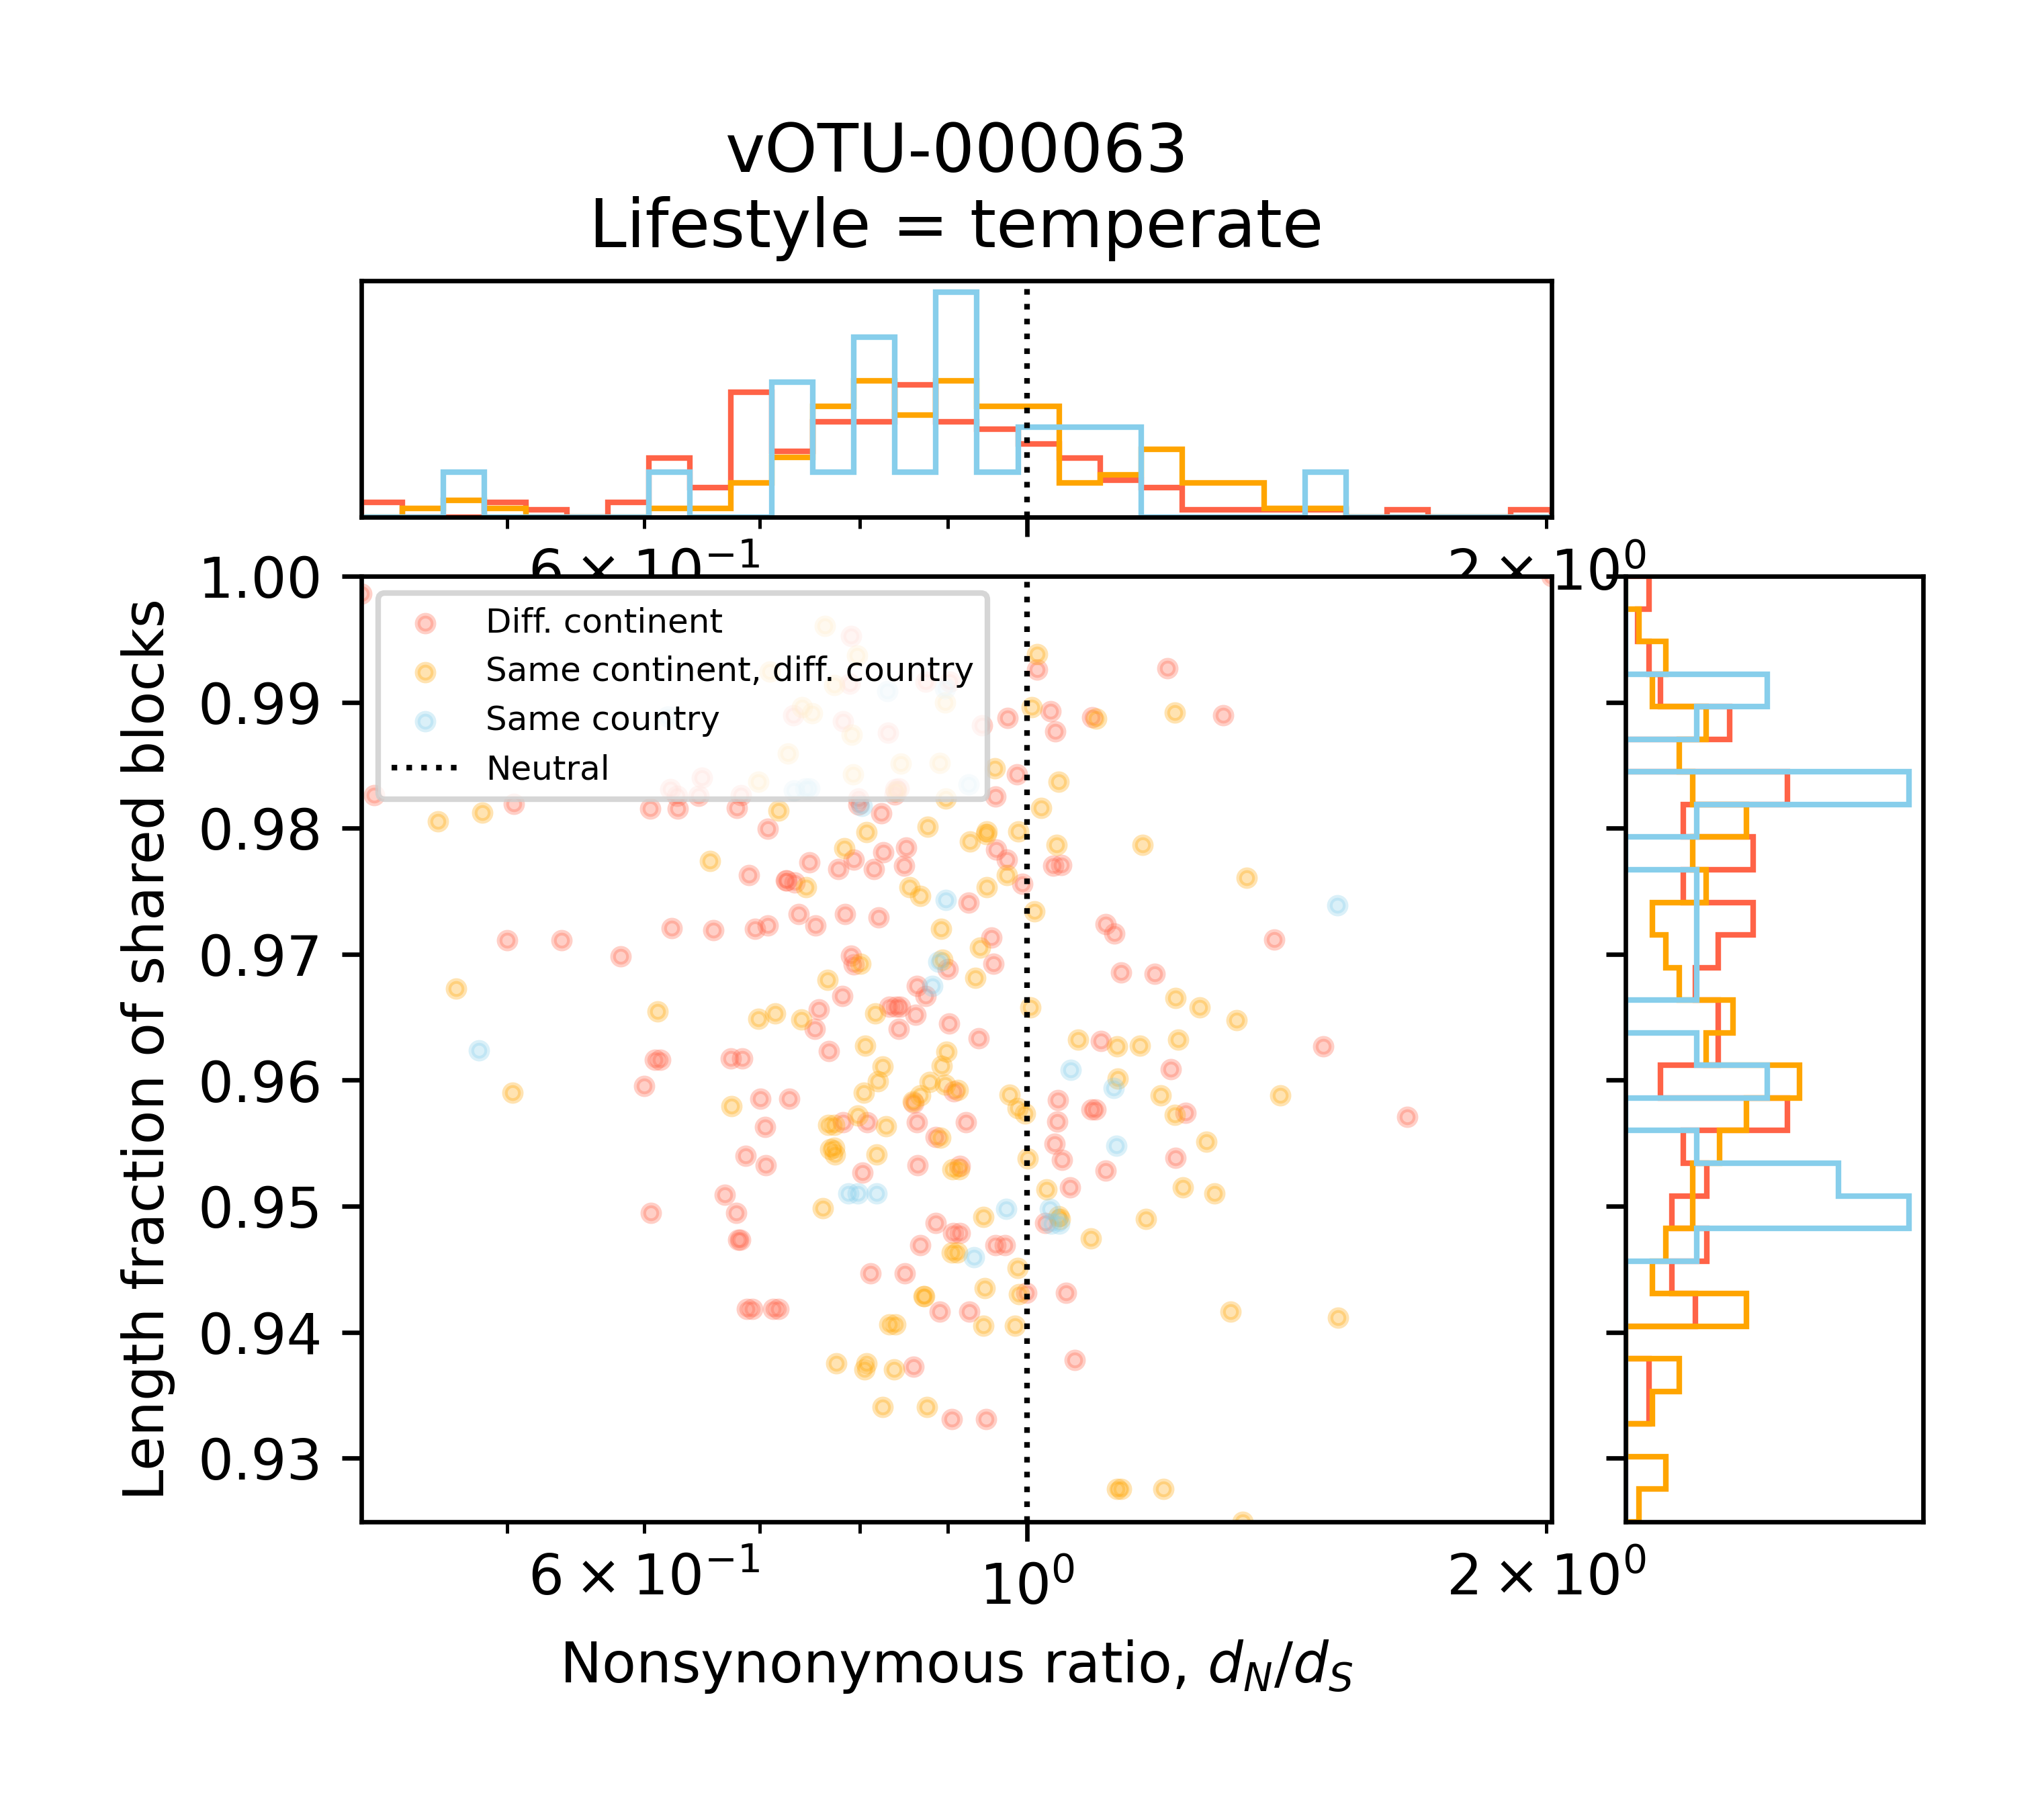 vOTU-000063
Lifestyle = temperate
6 × 10⁻¹
2 × 10⁰
1.00
0.99
0.98
0.97
0.96
0.95
0.94
0.93
Length fraction of shared blocks
Diff. continent
Same continent, diff. country
Same country
Neutral
6 × 10⁻¹
10⁰
2 × 10⁰
Nonsynonymous ratio, d_N/d_S